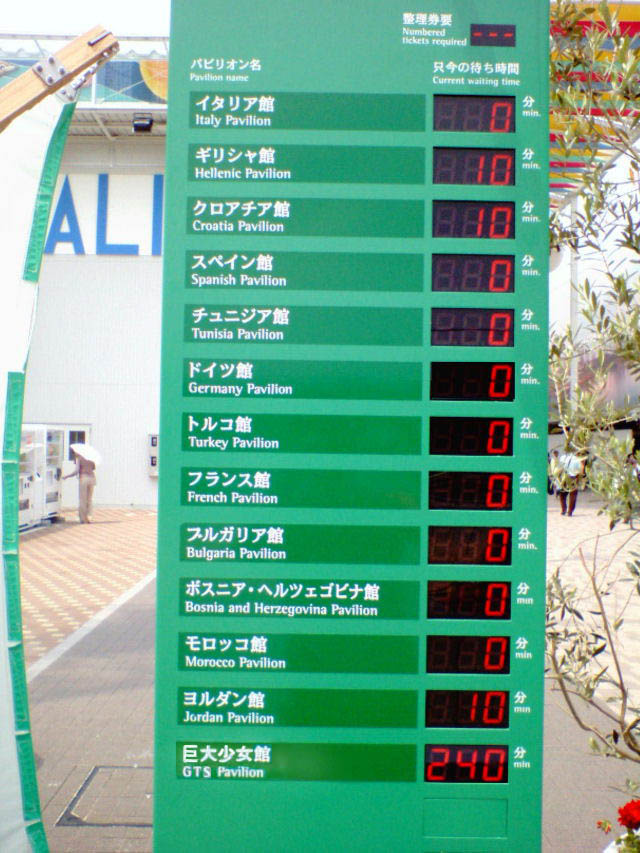 整理券要
Numbered
tickets required
---
パビリオン名
Pavilion name
只今の待ち時間
Current waiting time
イタリア館
Italy Pavilion
0 分 min.
ギリシャ館
Hellenic Pavilion
10 分 min.
クロアチア館
Croatia Pavilion
10 分 min.
スペイン館
Spanish Pavilion
0 分 min.
チュニジア館
Tunisia Pavilion
0 分 min.
ドイツ館
Germany Pavilion
0 分 min.
トルコ館
Turkey Pavilion
0 分 min.
フランス館
French Pavilion
0 分 min.
ブルガリア館
Bulgaria Pavilion
0 分 min.
ボスニア・ヘルツェゴビナ館
Bosnia and Herzegovina Pavilion
0 分 min
モロッコ館
Morocco Pavilion
0 分 min
ヨルダン館
Jordan Pavilion
10 分 min
巨大少女館
GTS Pavilion
240 分 min
ALI